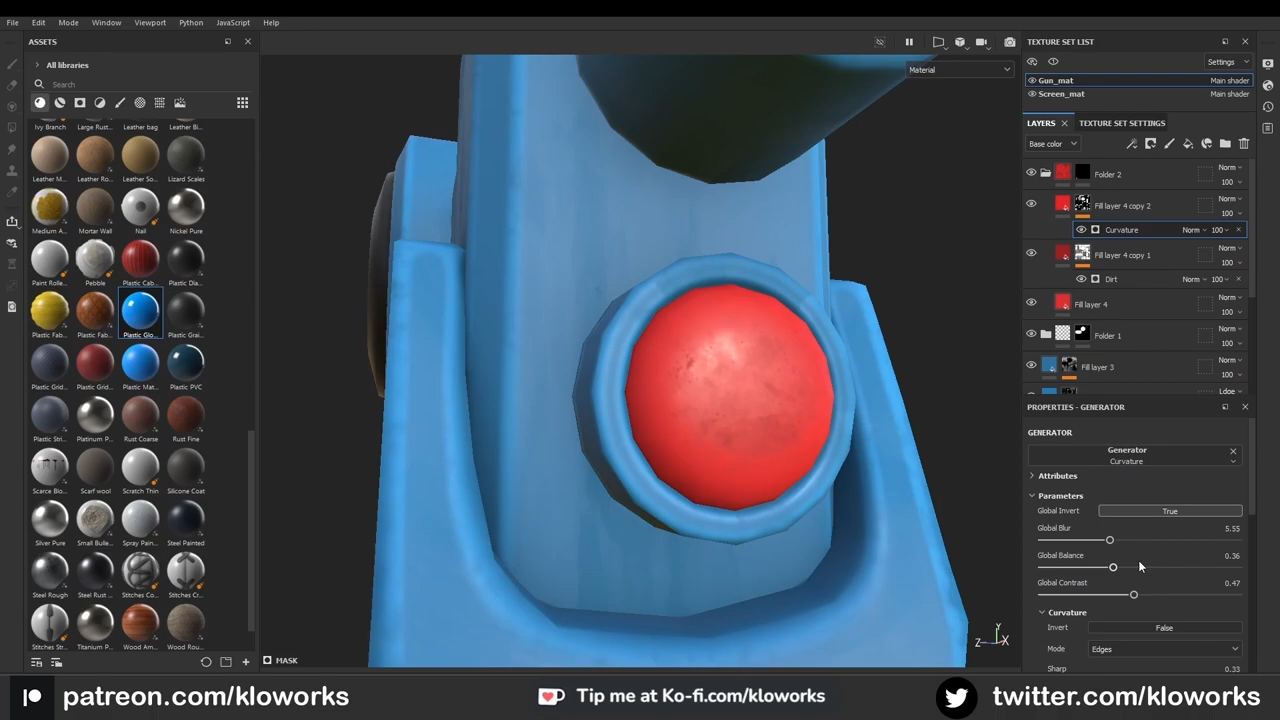 File Edit Mode Window Viewport Python JavaScript Help
ASSETS
All libraries
Search
Ivy Branch Large Rust... Leather bag Leather Bi...
Leather M... Leather Ro... Leather So... Lizard Scales
Medium A... Mortar Wall Nail Nickel Pure
Paint Rolle... Pebble Plastic Cab... Plastic Dia...
Plastic Fab... Plastic Fab... Plastic Glo... Plastic Grai...
Plastic Grid... Plastic Grid... Plastic Mat... Plastic PVC
Plastic Stri... Platinum P... Rust Coarse Rust Fine
Scarce Blo... Scarf wool Scratch Thin Silicone Coat
Silver Pure Small Bulle... Spray Pain... Steel Painted
Steel Rough Steel Rust ... Stitches Co... Stitches Cr...
Stitches Str... Titanium P... Wood Am... Wood Rou...
Material
Y
Z X
MASK
TEXTURE SET LIST
Settings
Gun_mat Main shader
Screen_mat Main shader
LAYERS TEXTURE SET SETTINGS
Base color
Folder 2 Norm 100
Fill layer 4 copy 2 Norm 100
Curvature Norm 100
Fill layer 4 copy 1 Norm 100
Dirt Norm 100
Fill layer 4 Norm 100
Folder 1 Norm 100
Fill layer 3 Norm 100
Ldge
PROPERTIES - GENERATOR
GENERATOR
Generator
Curvature
Attributes
Parameters
Global Invert True
Global Blur 5.55
Global Balance 0.36
Global Contrast 0.47
Curvature
Invert False
Mode Edges
Sharp 0.33
patreon.com/kloworks Tip me at Ko-fi.com/kloworks twitter.com/kloworks